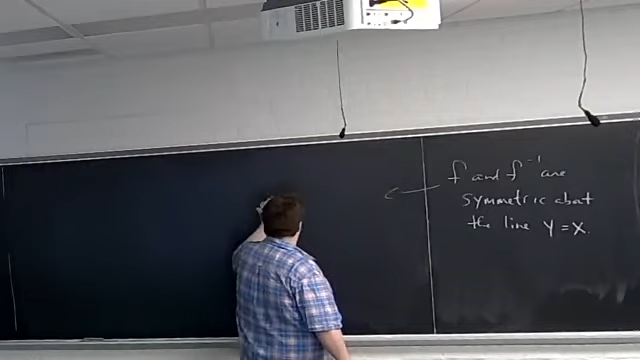 f and f⁻¹ are
symmetric about
the line y = x.